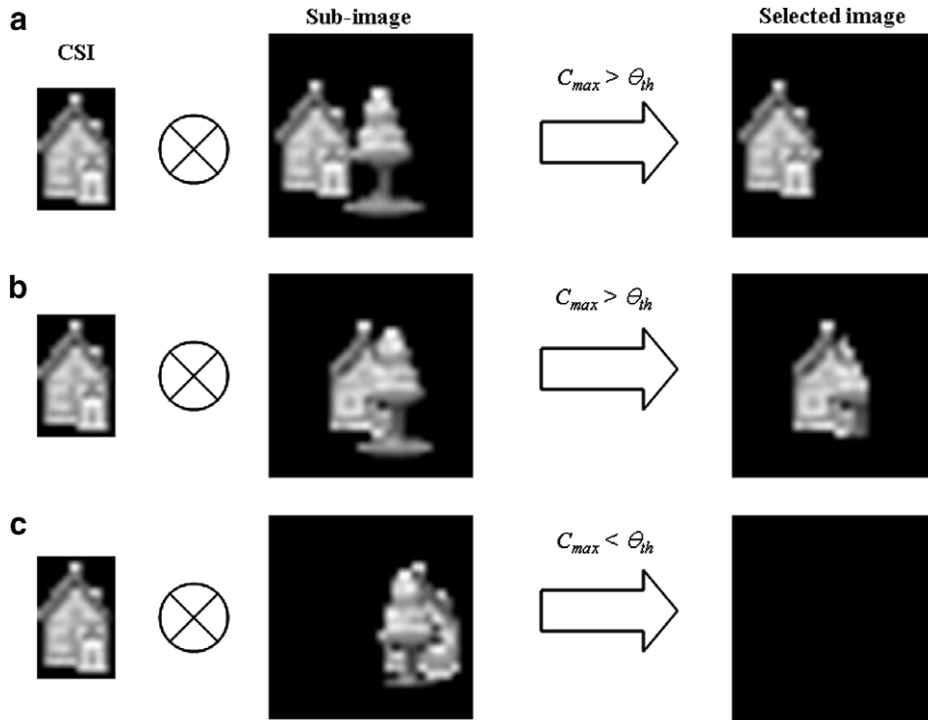 a
Sub-image
Selected image
CSI
C_max > Θ_th
b
C_max > Θ_th
c
C_max < Θ_th